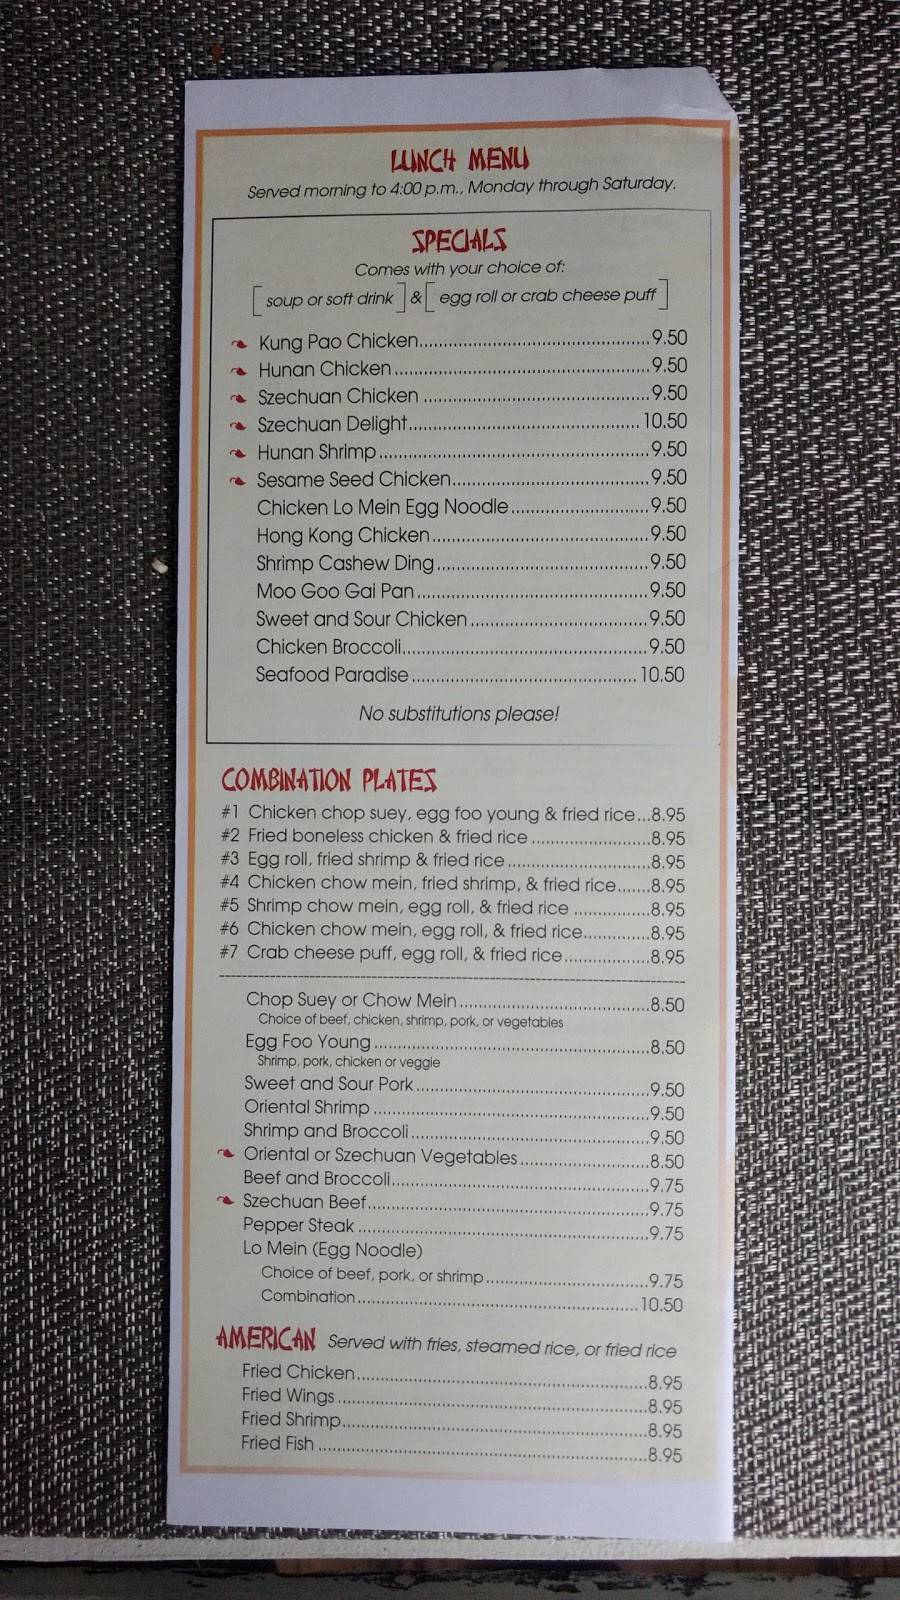 LUNCH MENU
Served morning to 4:00 p.m., Monday through Saturday.
SPECIALS
Comes with your choice of:
[ soup or soft drink ] & [ egg roll or crab cheese puff ]
Kung Pao Chicken.....9.50
Hunan Chicken.....9.50
Szechuan Chicken.....9.50
Szechuan Delight.....10.50
Hunan Shrimp.....9.50
Sesame Seed Chicken.....9.50
Chicken Lo Mein Egg Noodle.....9.50
Hong Kong Chicken.....9.50
Shrimp Cashew Ding.....9.50
Moo Goo Gai Pan.....9.50
Sweet and Sour Chicken.....9.50
Chicken Broccoli.....9.50
Seafood Paradise.....10.50
No substitutions please!
COMBINATION PLATES
#1 Chicken chop suey, egg foo young & fried rice...8.95
#2 Fried boneless chicken & fried rice.....8.95
#3 Egg roll, fried shrimp & fried rice.....8.95
#4 Chicken chow mein, fried shrimp, & fried rice.....8.95
#5 Shrimp chow mein, egg roll, & fried rice.....8.95
#6 Chicken chow mein, egg roll, & fried rice.....8.95
#7 Crab cheese puff, egg roll, & fried rice.....8.95
Chop Suey or Chow Mein.....8.50
Choice of beef, chicken, shrimp, pork, or vegetables
Egg Foo Young.....8.50
Shrimp, pork, chicken or veggie
Sweet and Sour Pork.....9.50
Oriental Shrimp.....9.50
Shrimp and Broccoli.....9.50
Oriental or Szechuan Vegetables.....8.50
Beef and Broccoli.....9.75
Szechuan Beef.....9.75
Pepper Steak.....9.75
Lo Mein (Egg Noodle)
Choice of beef, pork, or shrimp.....9.75
Combination.....10.50
AMERICAN Served with fries, steamed rice, or fried rice
Fried Chicken.....8.95
Fried Wings.....8.95
Fried Shrimp.....8.95
Fried Fish.....8.95